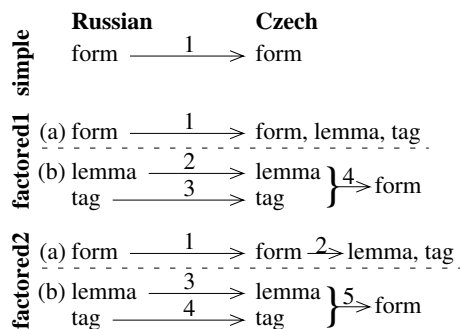 Russian Czech
simple
form 1 form
factored1
(a) form 1 form, lemma, tag
(b) lemma 2 lemma
tag 3 tag } 4 form
factored2
(a) form 1 form 2 lemma, tag
(b) lemma 3 lemma
tag 4 tag } 5 form